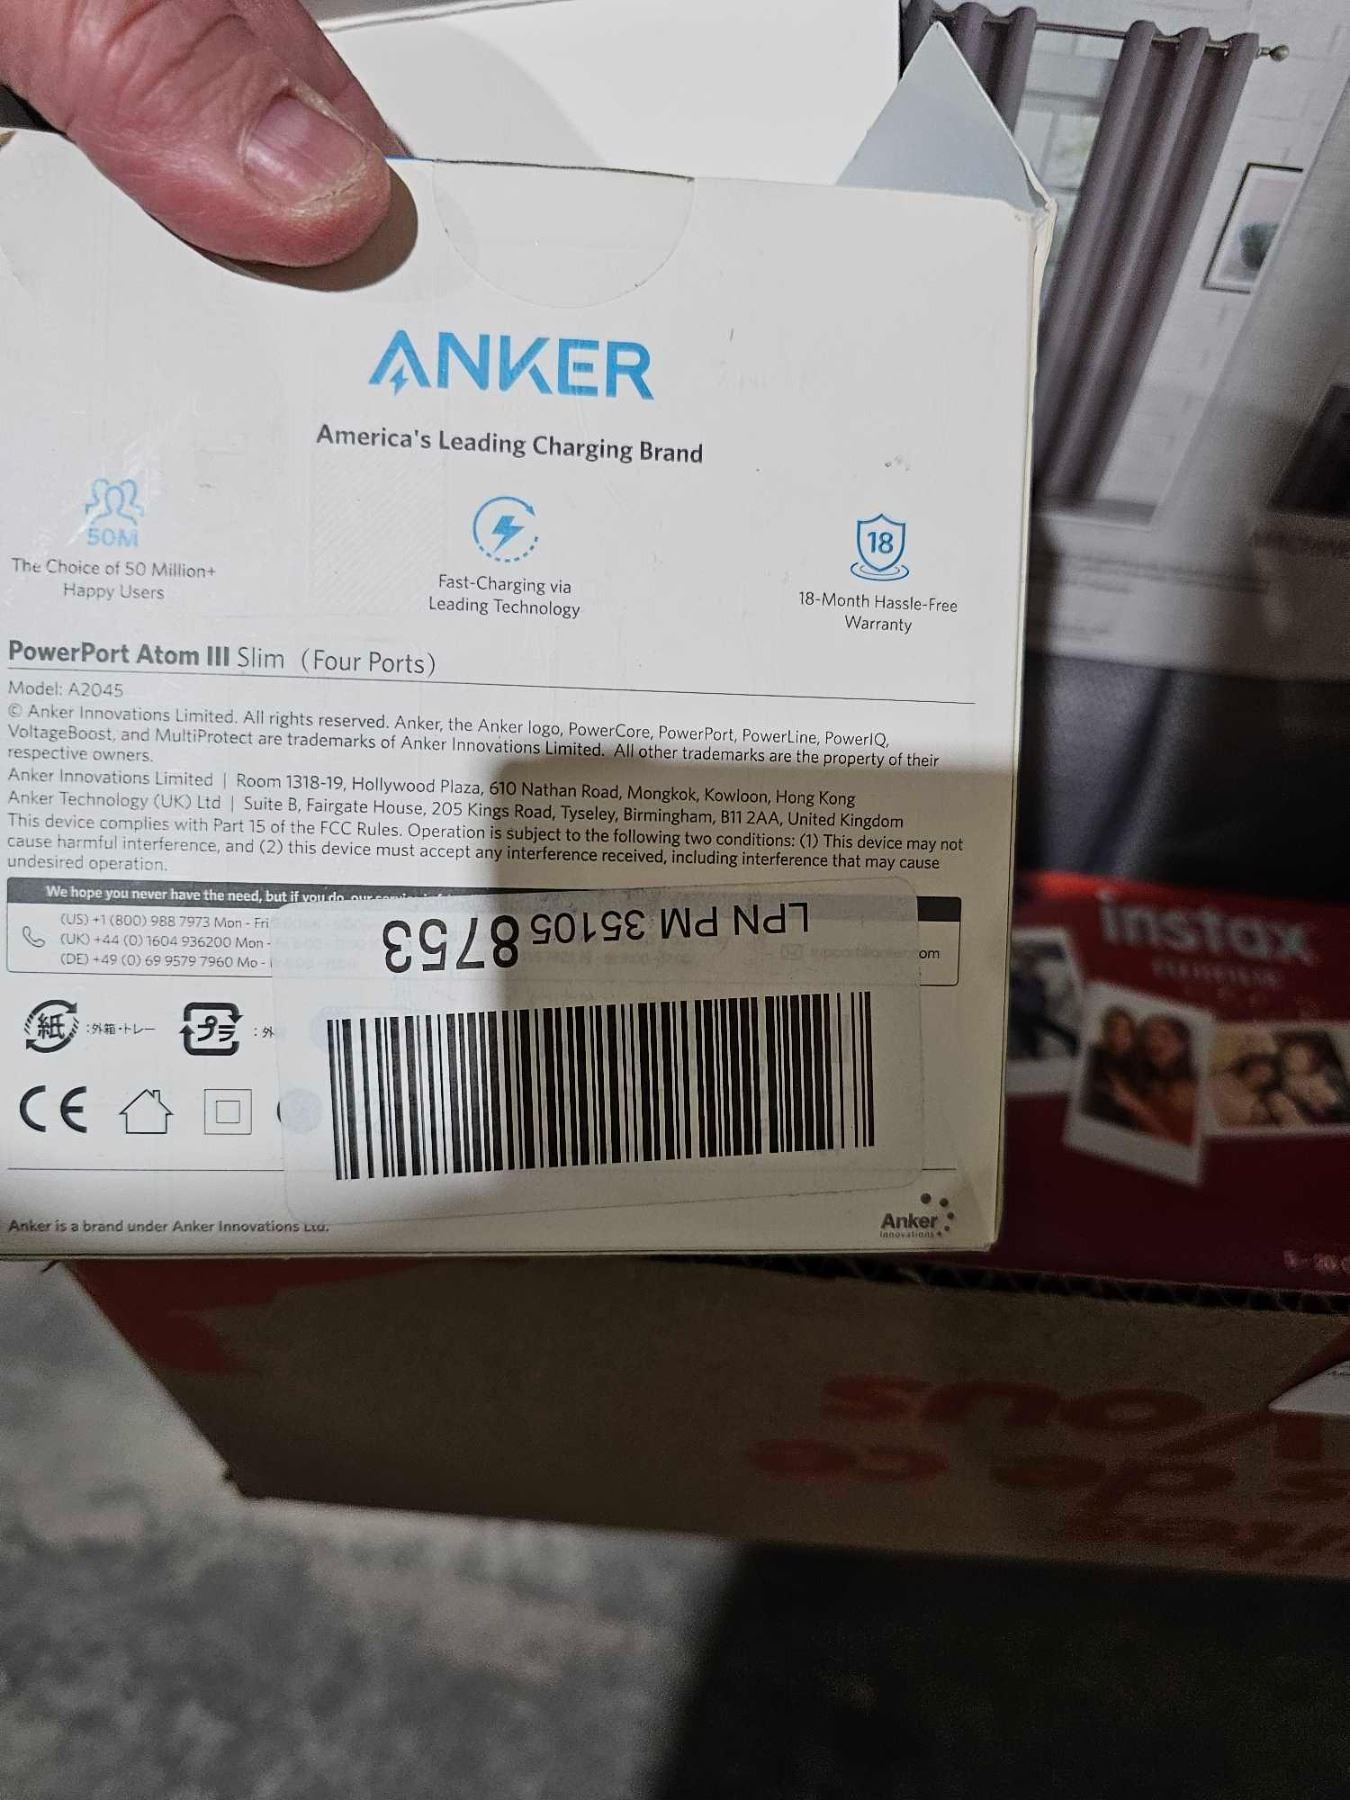 ANKER
America's Leading Charging Brand
50M
The Choice of 50 Million+
Happy Users
Fast-Charging via
Leading Technology
18
18-Month Hassle-Free
Warranty
PowerPort Atom III Slim (Four Ports)
Model: A2045
© Anker Innovations Limited. All rights reserved. Anker, the Anker logo, PowerCore, PowerPort, PowerLine, PowerIQ,
VoltageBoost, and MultiProtect are trademarks of Anker Innovations Limited. All other trademarks are the property of their
respective owners.
Anker Innovations Limited | Room 1318-19, Hollywood Plaza, 610 Nathan Road, Mongkok, Kowloon, Hong Kong
Anker Technology (UK) Ltd | Suite B, Fairgate House, 205 Kings Road, Tyseley, Birmingham, B11 2AA, United Kingdom
This device complies with Part 15 of the FCC Rules. Operation is subject to the following two conditions: (1) This device may not
cause harmful interference, and (2) this device must accept any interference received, including interference that may cause
undesired operation.
We hope you never have the need, but if you do, our
(US) +1 (800) 988 7973 Mon - Fri
(UK) +44 (0) 1604 936200 Mon -
(DE) +49 (0) 69 9579 7960 Mo -
om
LPN PM 351058753
紙 :外箱・トレー
プラ :外
CE
Anker is a brand under Anker Innovations Ltd.
Anker
Innovations
instax